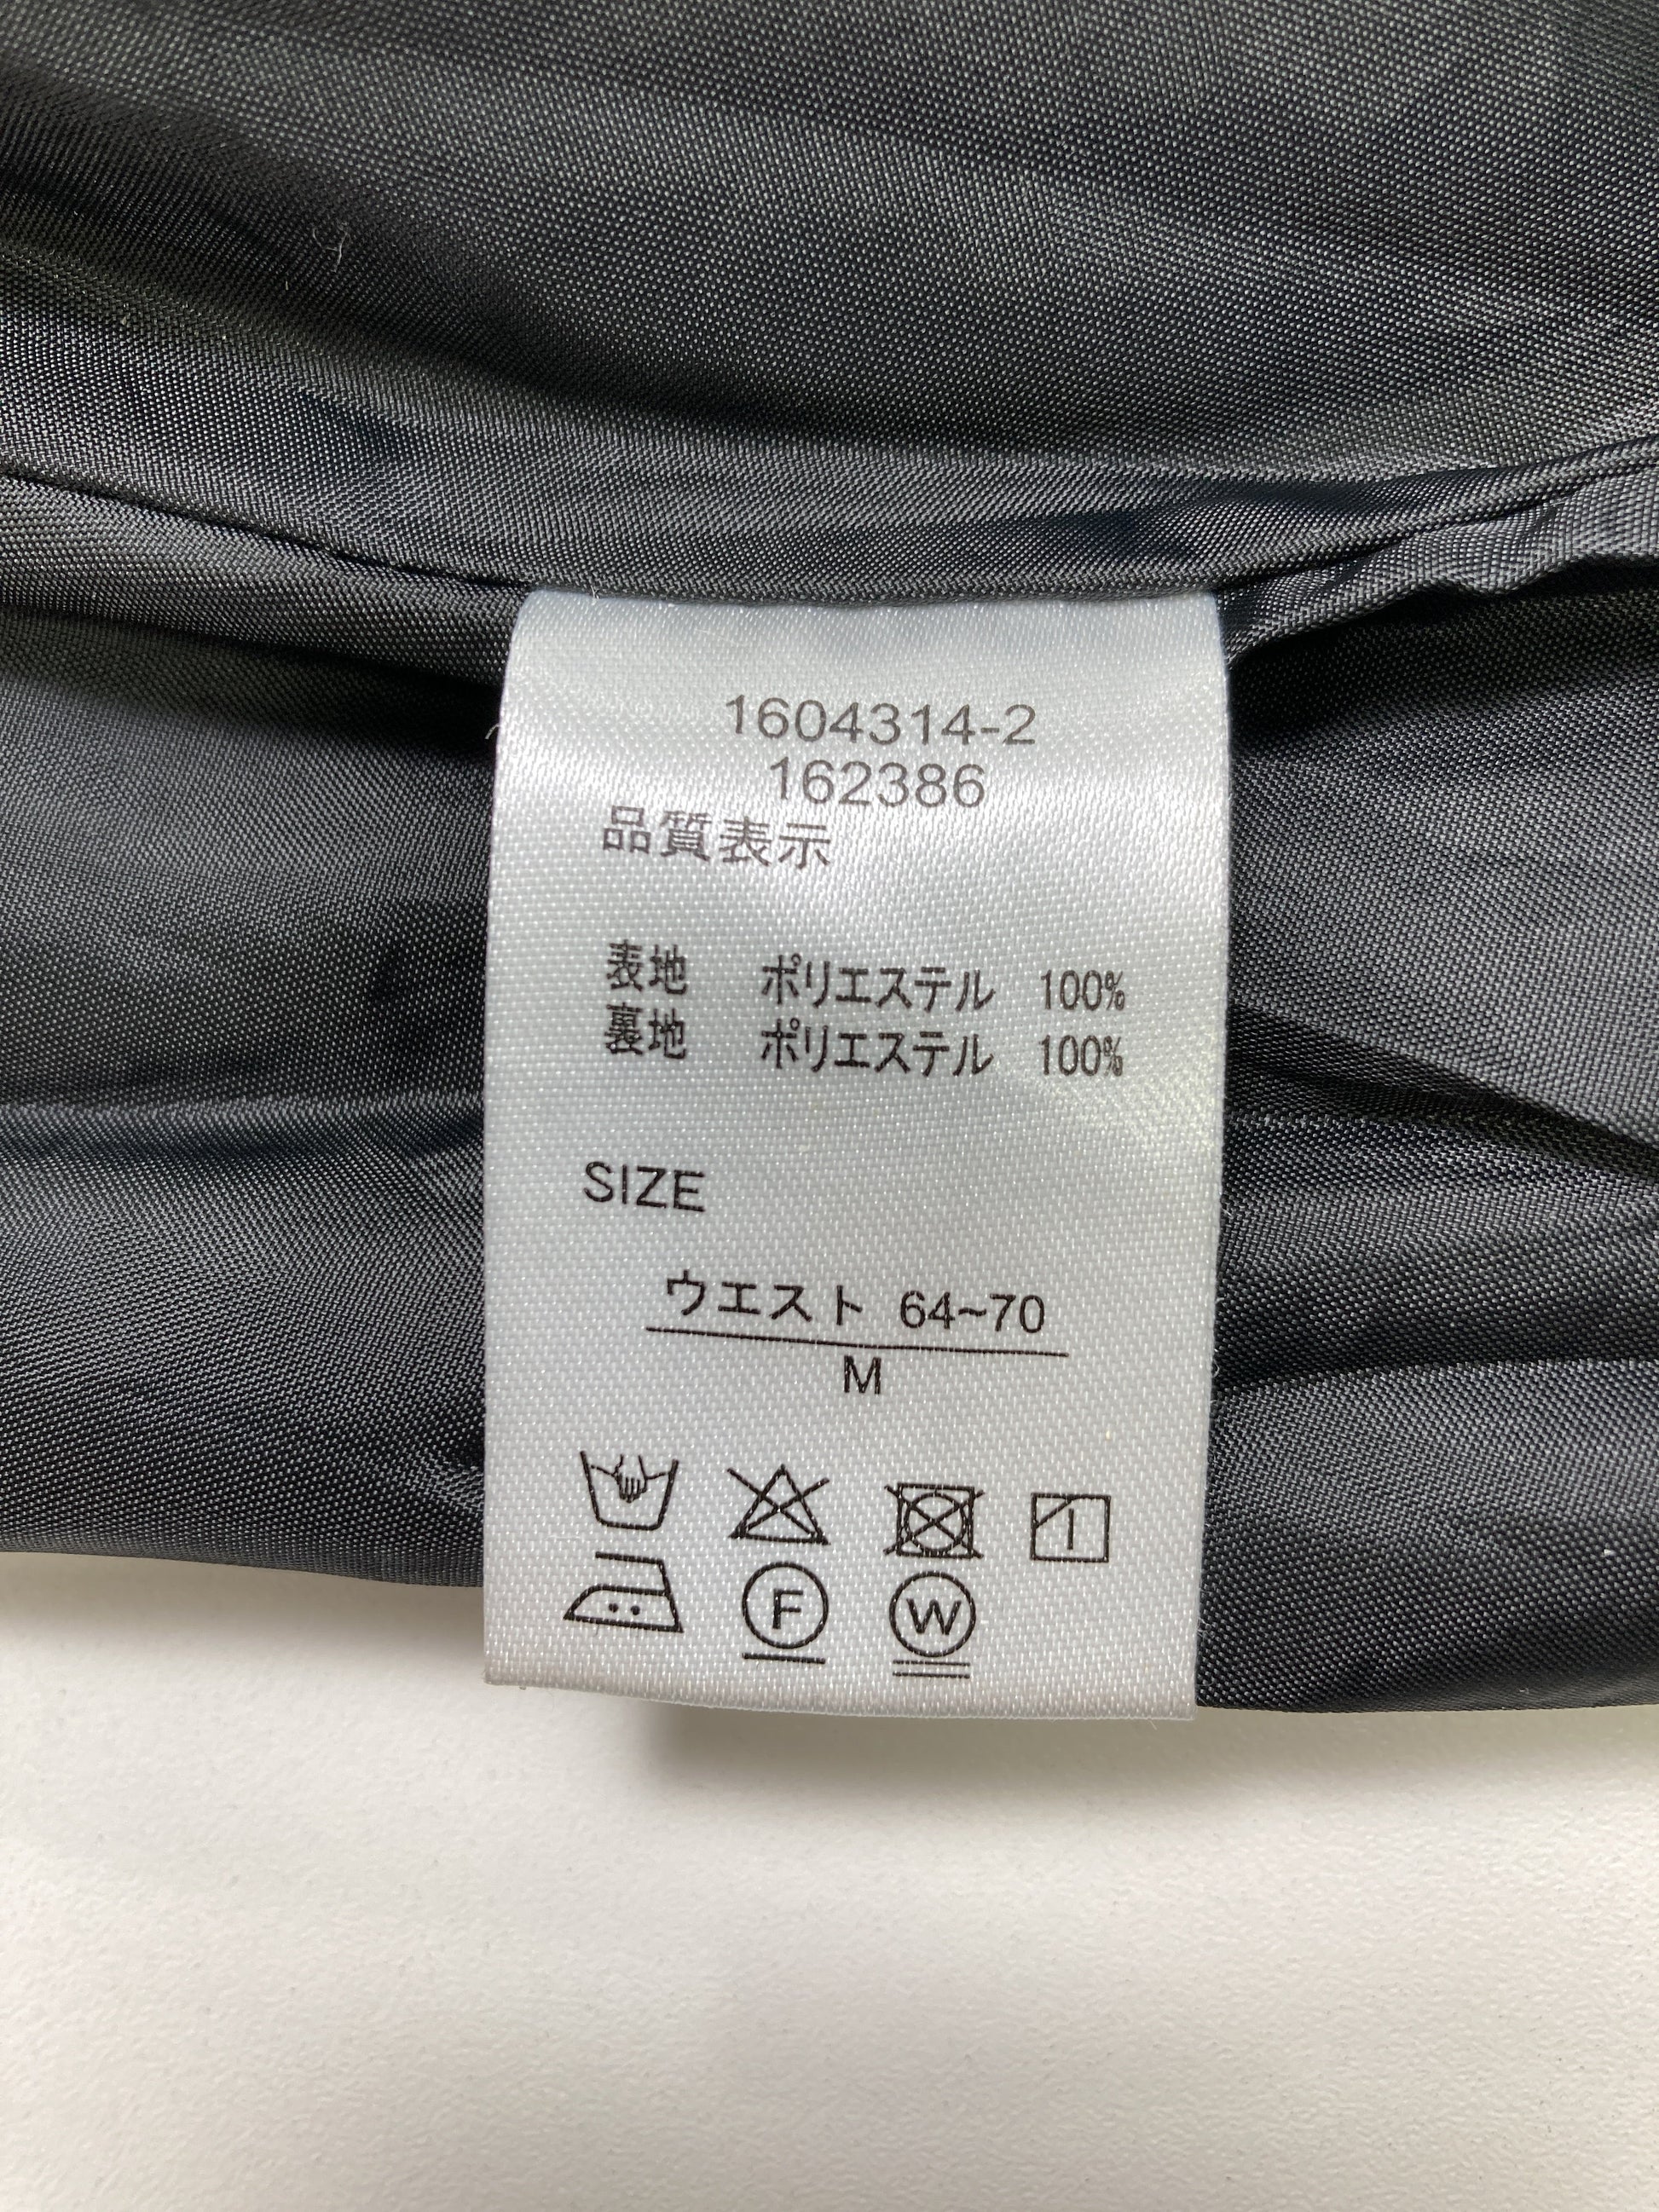 1604314-2
162386
品質表示
表地 ポリエステル 100%
裏地 ポリエステル 100%
SIZE
ウエスト 64~70
M
F
W